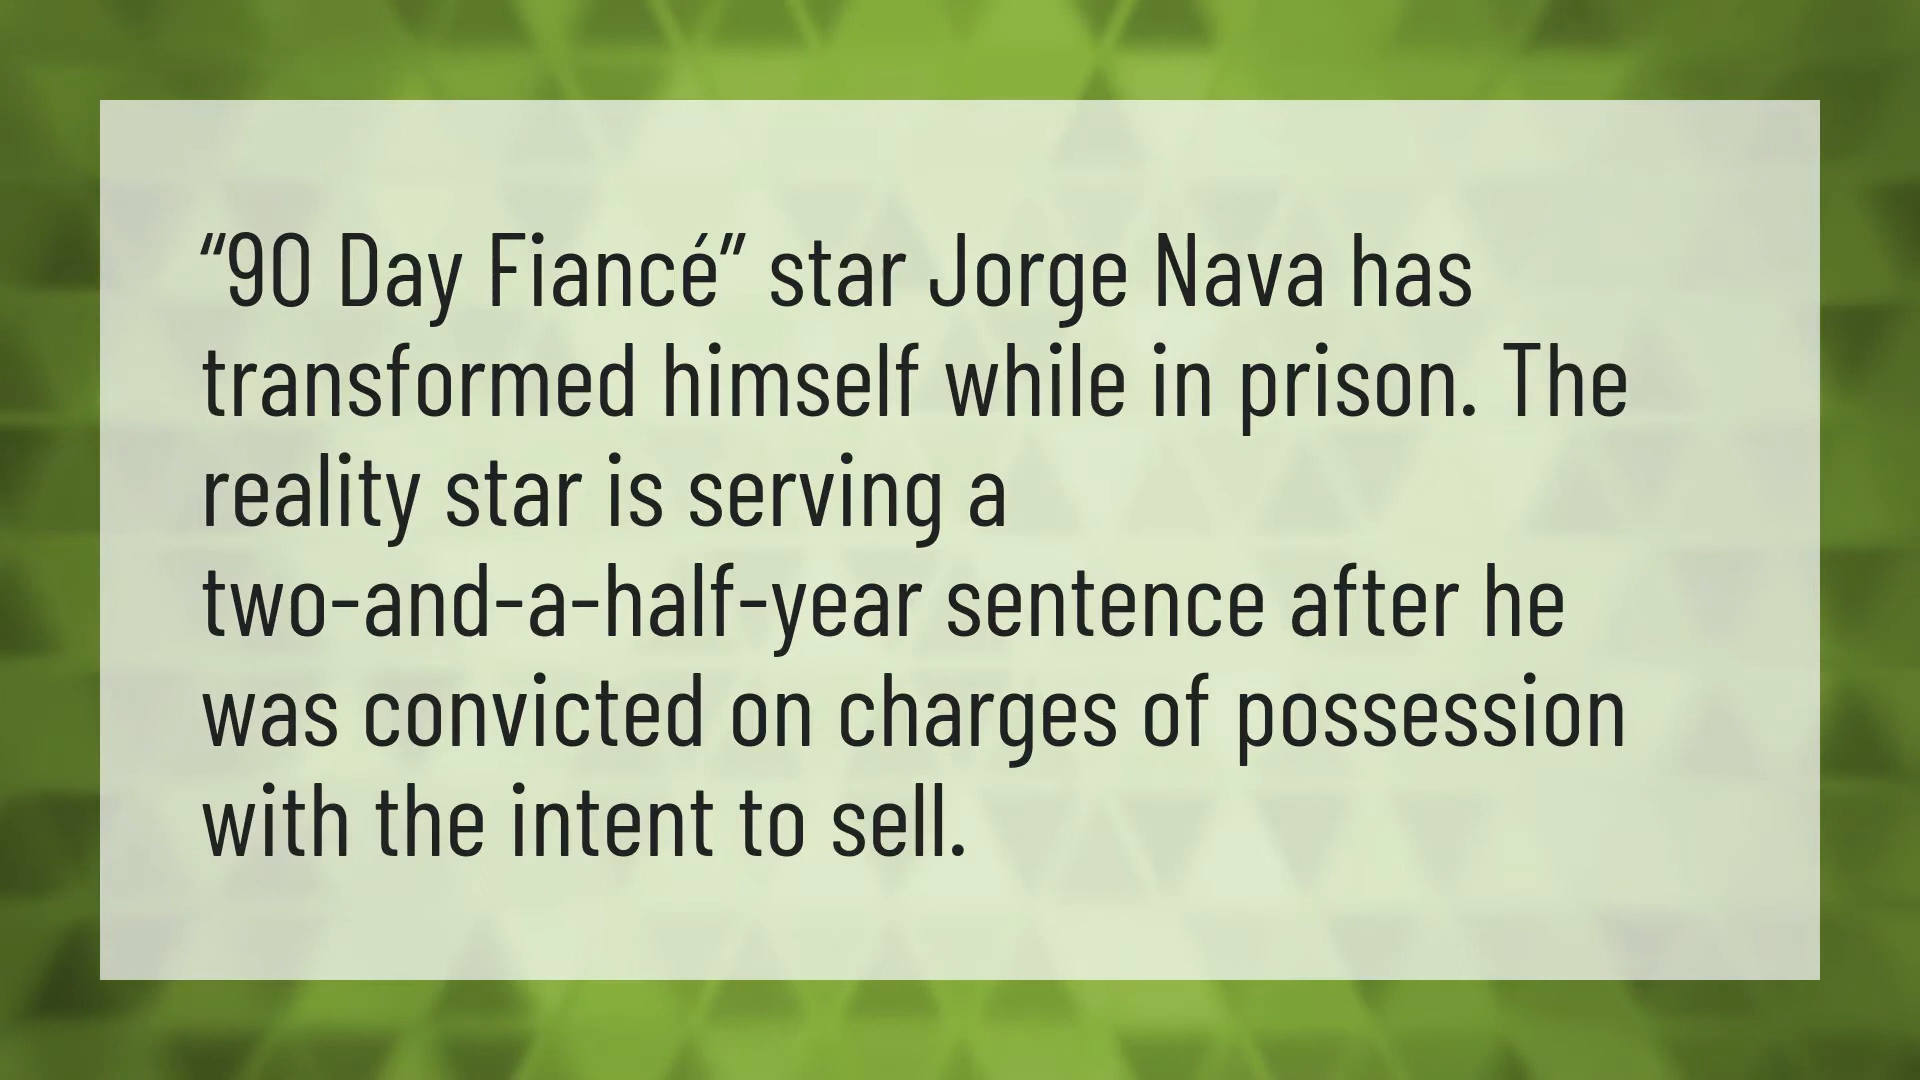 “90 Day Fiancé” star Jorge Nava has
transformed himself while in prison. The
reality star is serving a
two-and-a-half-year sentence after he
was convicted on charges of possession
with the intent to sell.